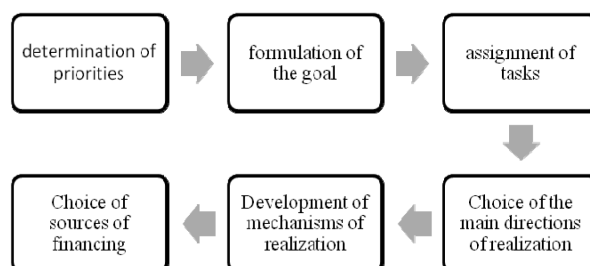 determination of
priorities
formulation of
the goal
assignment of
tasks
Choice of the
main directions
of realization
Development of
mechanisms of
realization
Choice of
sources of
financing